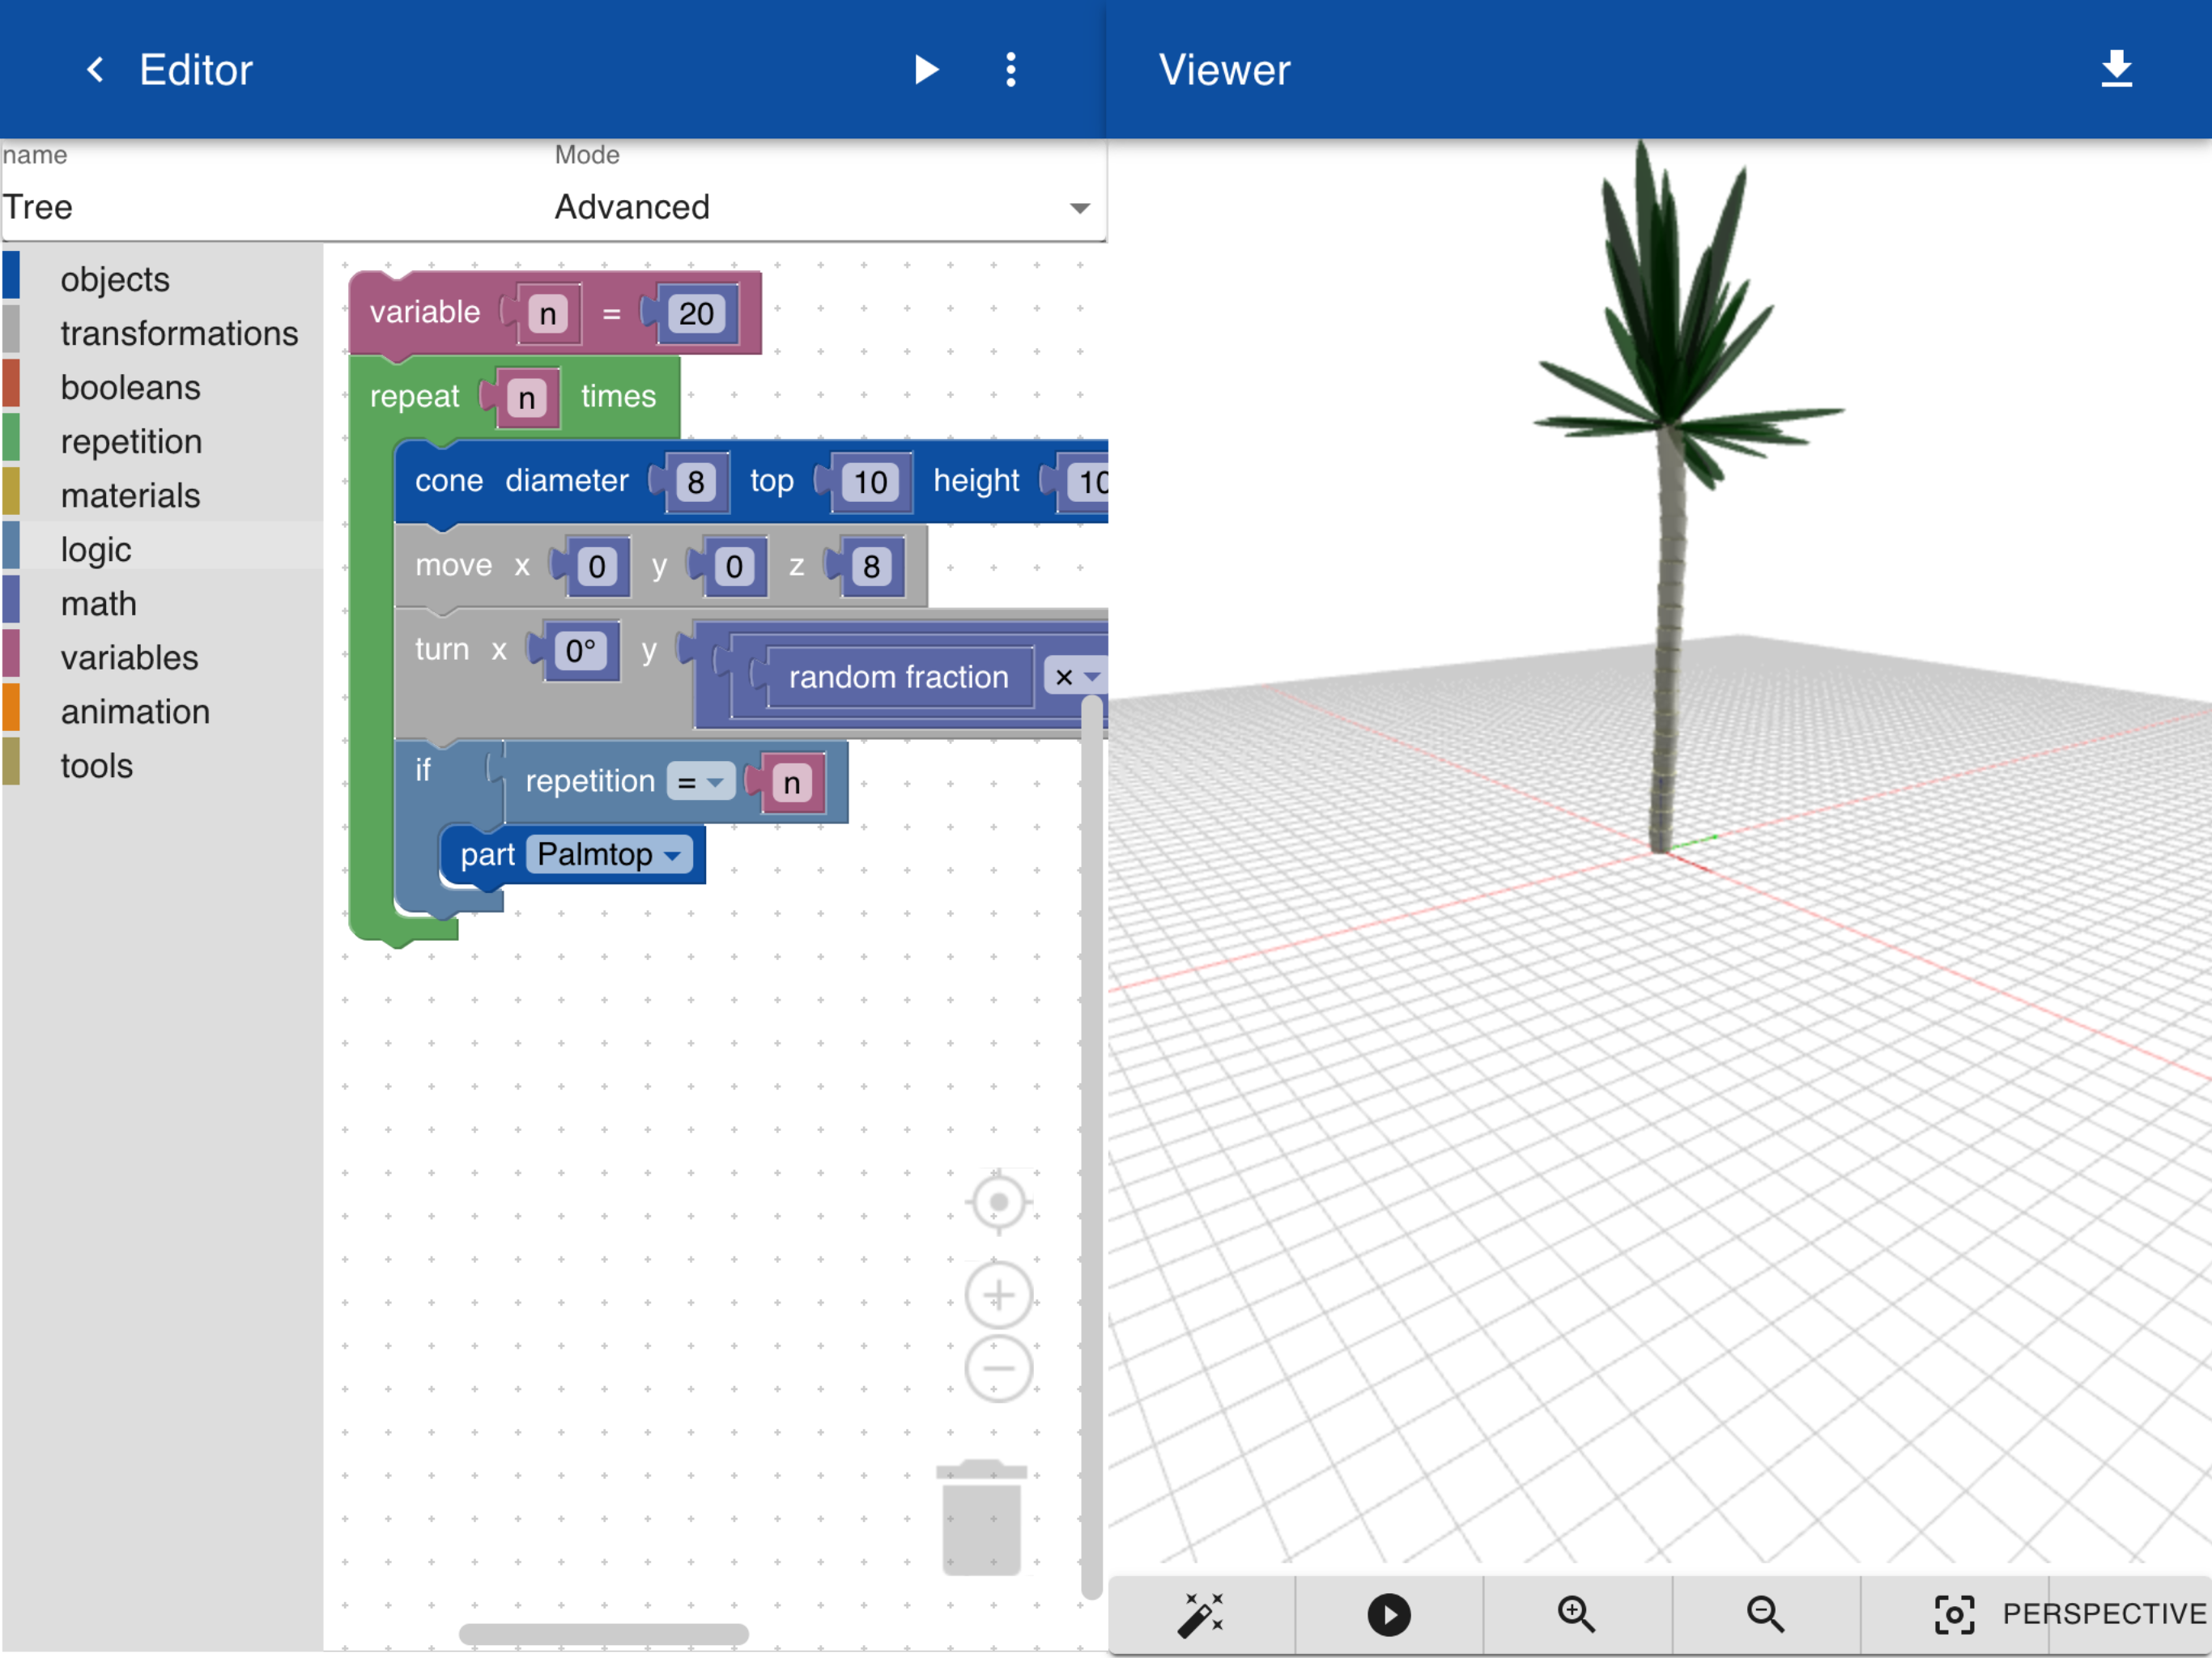 Editor
Viewer
name
Mode
Tree
Advanced
objects
transformations
booleans
repetition
materials
logic
math
variables
animation
tools
variable n = 20
repeat n times
cone diameter 8 top 10 height 10
move x 0 y 0 z 8
turn x 0° y random fraction ×
if repetition = n
part Palmtop
PERSPECTIVE